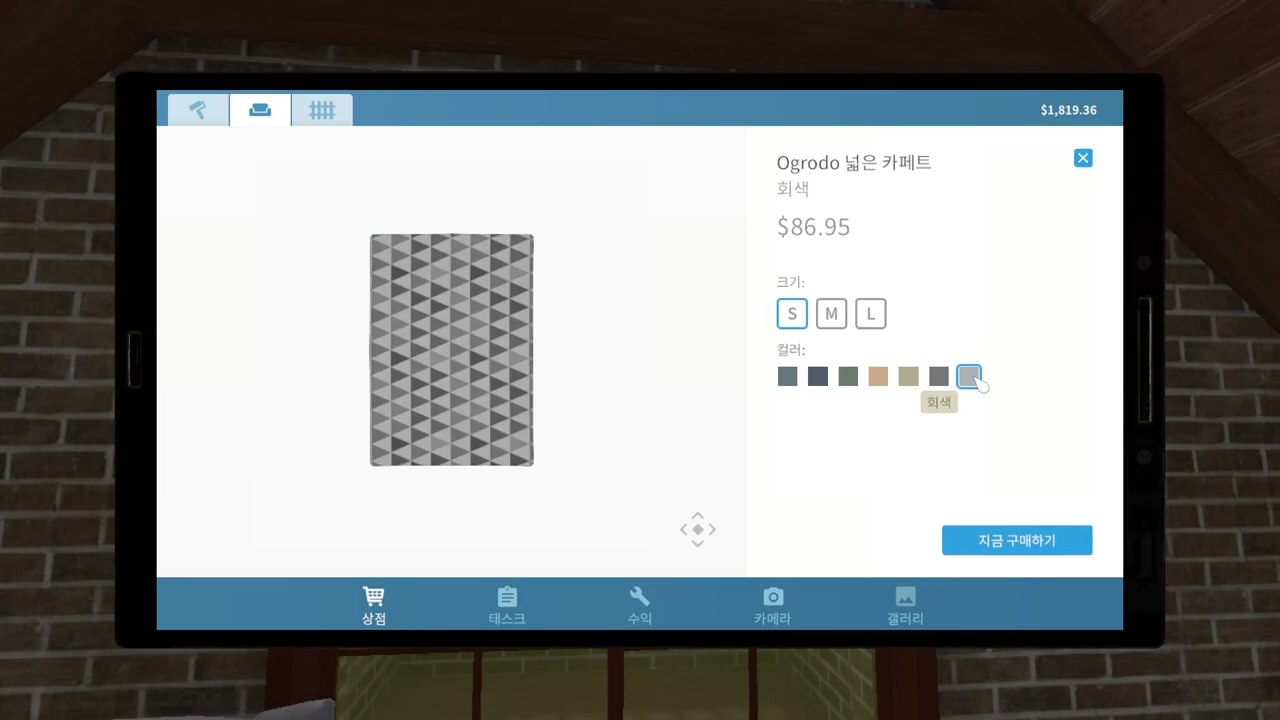 $1,819.36
Ogrodo 넓은 카페트
회색
$86.95
크기:
S M L
컬러:
회색
지금 구매하기
상점 태스크 수익 카메라 갤러리